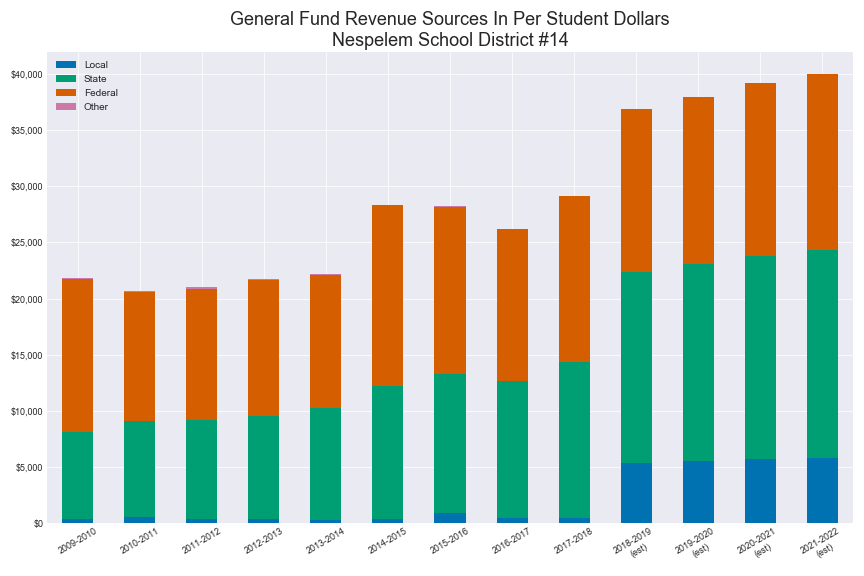 General Fund Revenue Sources In Per Student Dollars
Nespelem School District #14
Local
State
Federal
Other
$40,000
$35,000
$30,000
$25,000
$20,000
$15,000
$10,000
$5,000
$0
2009-2010
2010-2011
2011-2012
2012-2013
2013-2014
2014-2015
2015-2016
2016-2017
2017-2018
2018-2019
(est)
2019-2020
(est)
2020-2021
(est)
2021-2022
(est)